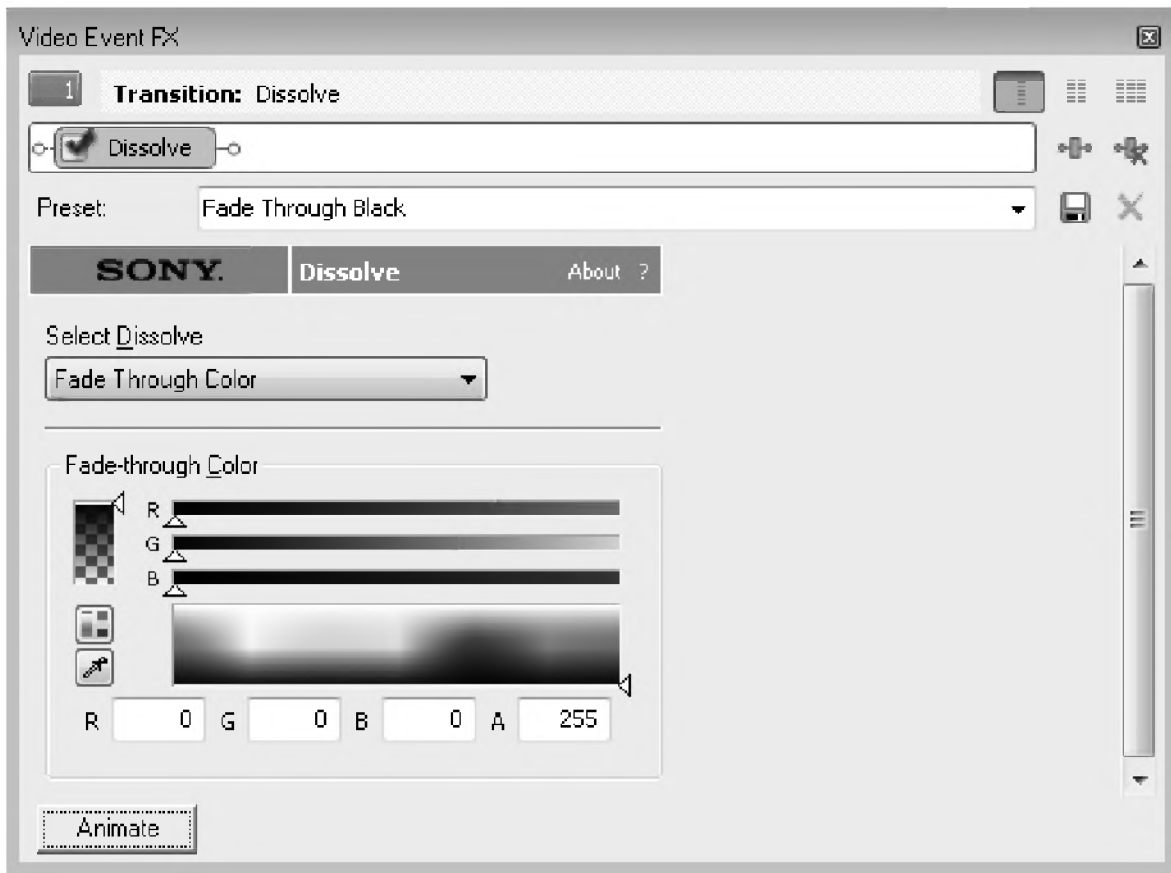 Video Event FX
1 Transition: Dissolve
Dissolve
Preset: Fade Through Black
SONY. Dissolve About ?
Select Dissolve
Fade Through Color
Fade-through Color
R
G
B
R 0 G 0 B 0 A 255
Animate